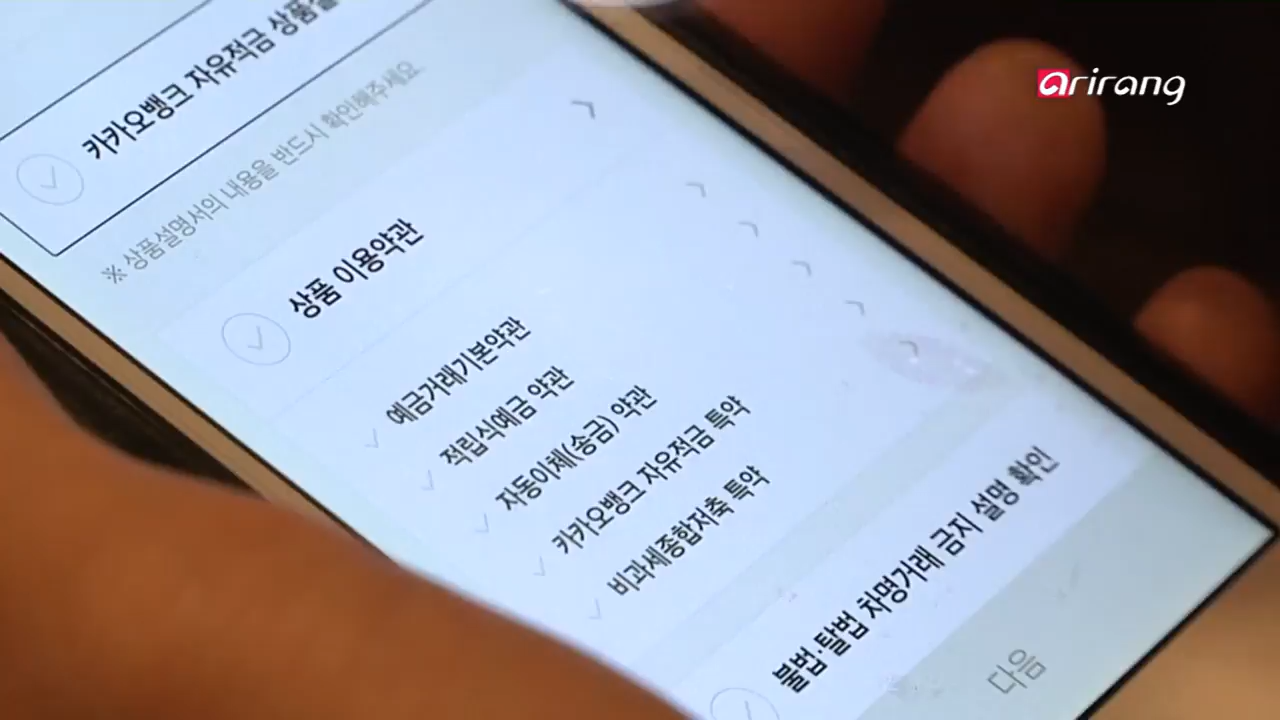 카카오뱅크 자유적금 상품설
※ 상품설명서의 내용을 반드시 확인해주세요.
상품 이용약관
예금거래기본약관
적립식예금 약관
자동이체(송금) 약관
카카오뱅크 자유적금 특약
비과세종합저축 특약
불법·탈법 차명거래 금지 설명 확인
다음
arirang